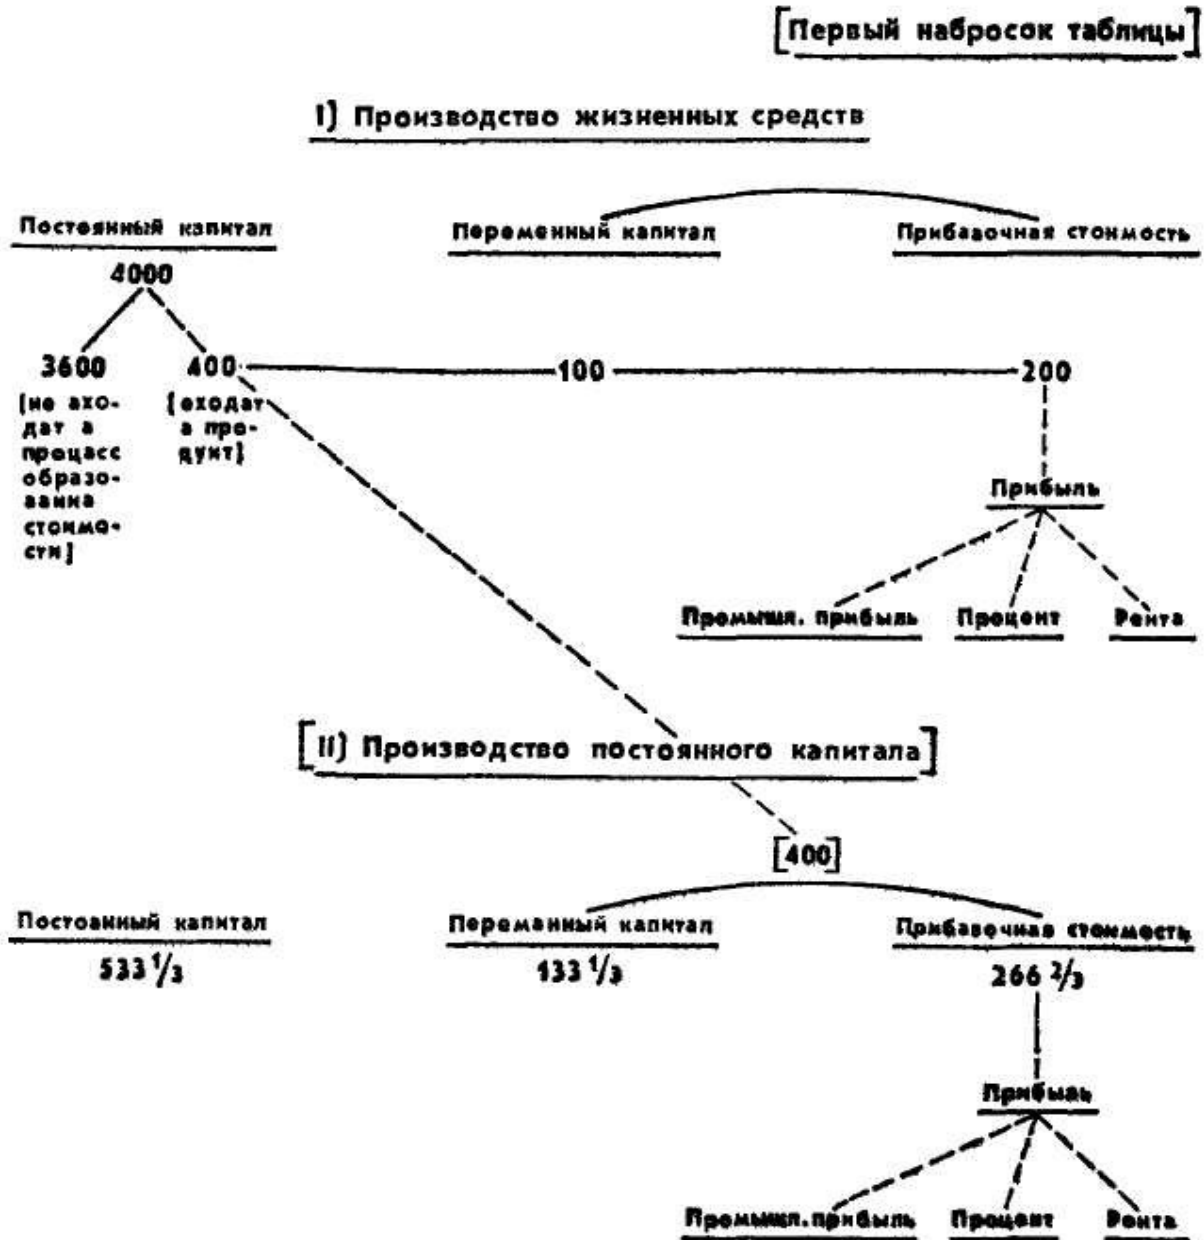 [Первый набросок таблицы]
I) Производство жизненных средств
Постоянный капитал Переменный капитал Прибавочная стоимость
4000
3600 400 100 200
[не вхо- [входят
дят в в про-
процесс дукт]
образо-
вания
стоимо-
сти]
Прибыль
Промышл. прибыль Процент Рента
[II) Производство постоянного капитала]
[400]
Постоянный капитал Переменный капитал Прибавочная стоимость
533 1/3 133 1/3 266 2/3
Прибыль
Промышл. прибыль Процент Рента